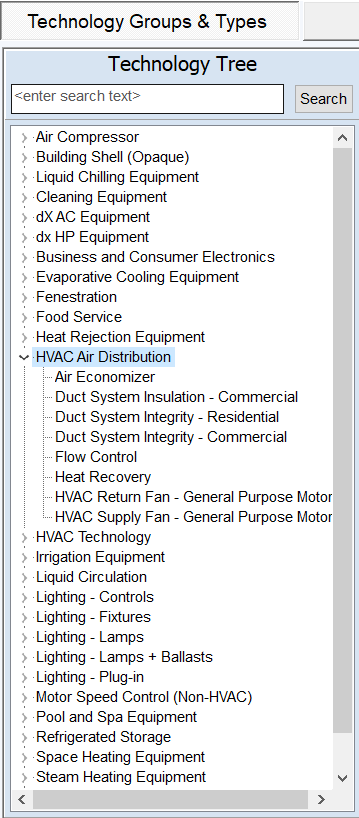 Technology Groups & Types
Technology Tree
<enter search text>
Search
Air Compressor
Building Shell (Opaque)
Liquid Chilling Equipment
Cleaning Equipment
dX AC Equipment
dx HP Equipment
Business and Consumer Electronics
Evaporative Cooling Equipment
Fenestration
Food Service
Heat Rejection Equipment
HVAC Air Distribution
Air Economizer
Duct System Insulation - Commercial
Duct System Integrity - Residential
Duct System Integrity - Commercial
Flow Control
Heat Recovery
HVAC Return Fan - General Purpose Motor
HVAC Supply Fan - General Purpose Motor
HVAC Technology
Irrigation Equipment
Liquid Circulation
Lighting - Controls
Lighting - Fixtures
Lighting - Lamps
Lighting - Lamps + Ballasts
Lighting - Plug-in
Motor Speed Control (Non-HVAC)
Pool and Spa Equipment
Refrigerated Storage
Space Heating Equipment
Steam Heating Equipment